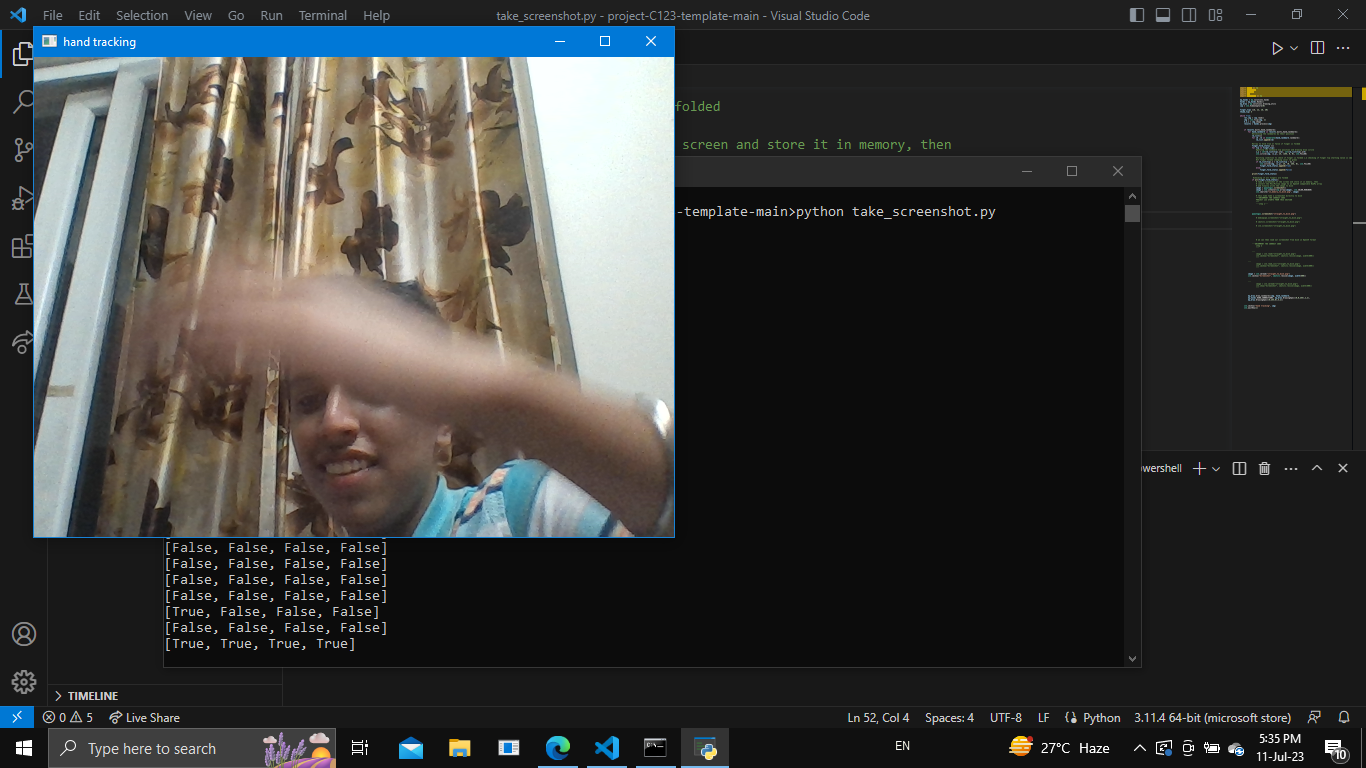 File Edit Selection View Go Run Terminal Help
take_screenshot.py - project-C123-template-main - Visual Studio Code
hand tracking
folded
screen and store it in memory, then
-template-main>python take_screenshot.py
owershell
[False, False, False, False]
[False, False, False, False]
[False, False, False, False]
[False, False, False, False]
[True, False, False, False]
[False, False, False, False]
[True, True, True, True]
TIMELINE
0 5 Live Share
Ln 52, Col 4 Spaces: 4 UTF-8 LF Python 3.11.4 64-bit (microsoft store)
Type here to search
EN
27°C Haze
5:35 PM
11-Jul-23
10